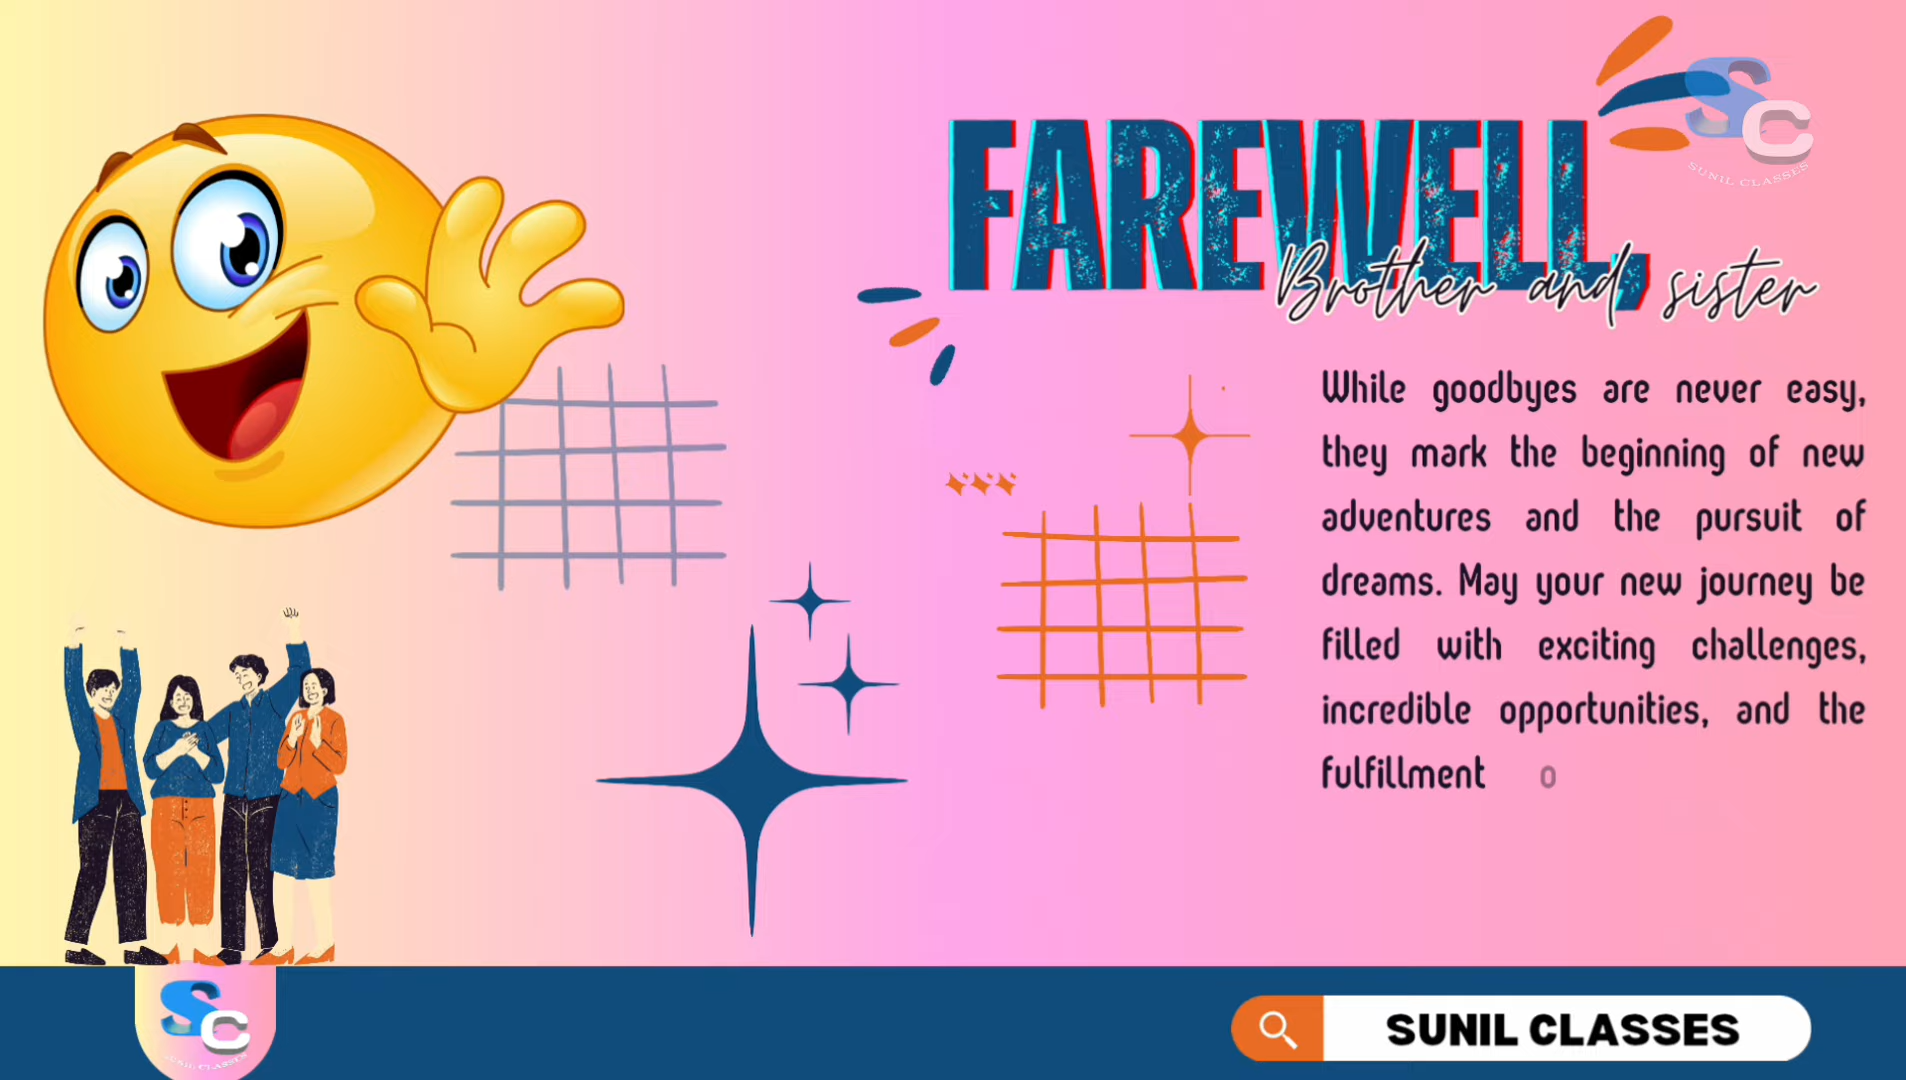 SC
SUNIL CLASSES
FAREWELL,
Brother and sister
While goodbyes are never easy,
they mark the beginning of new
adventures and the pursuit of
dreams. May your new journey be
filled with exciting challenges,
incredible opportunities, and the
fulfillment o
SC
SUNIL CLASSES
SUNIL CLASSES